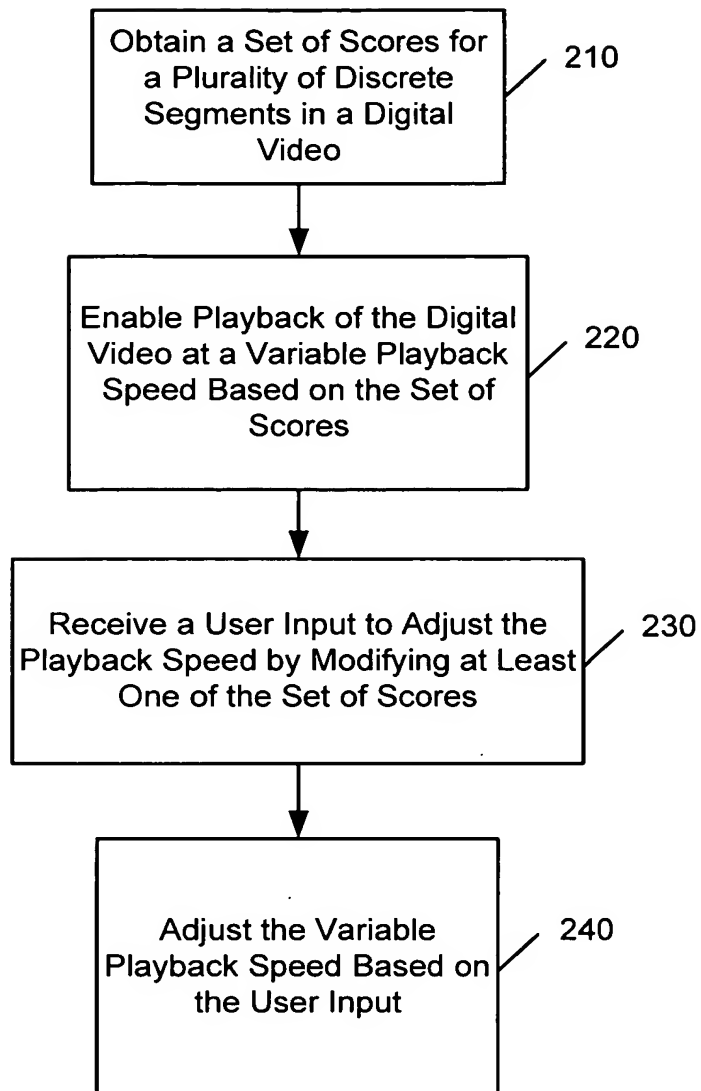 Obtain a Set of Scores for
a Plurality of Discrete
Segments in a Digital
Video
210
Enable Playback of the Digital
Video at a Variable Playback
Speed Based on the Set of
Scores
220
Receive a User Input to Adjust the
Playback Speed by Modifying at Least
One of the Set of Scores
230
Adjust the Variable
Playback Speed Based on
the User Input
240